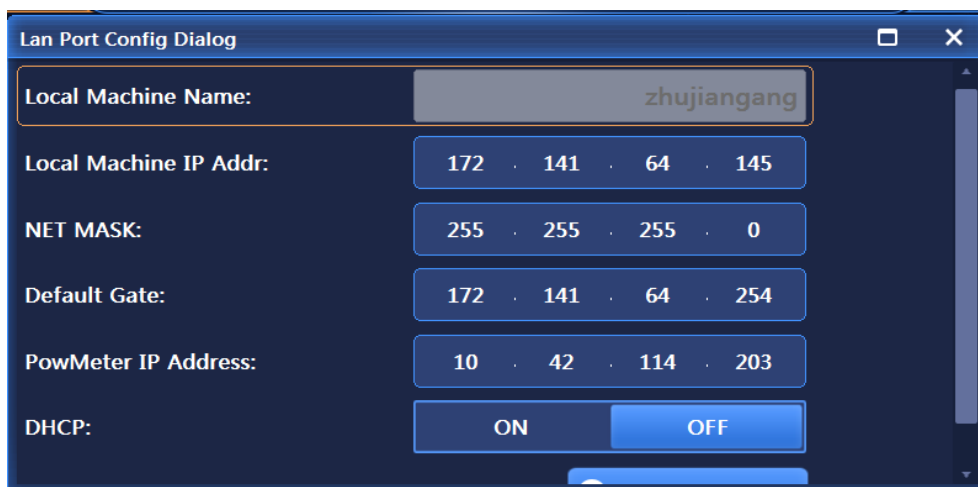 Lan Port Config Dialog
Local Machine Name: zhujiangang
Local Machine IP Addr: 172 . 141 . 64 . 145
NET MASK: 255 . 255 . 255 . 0
Default Gate: 172 . 141 . 64 . 254
PowMeter IP Address: 10 . 42 . 114 . 203
DHCP: ON OFF